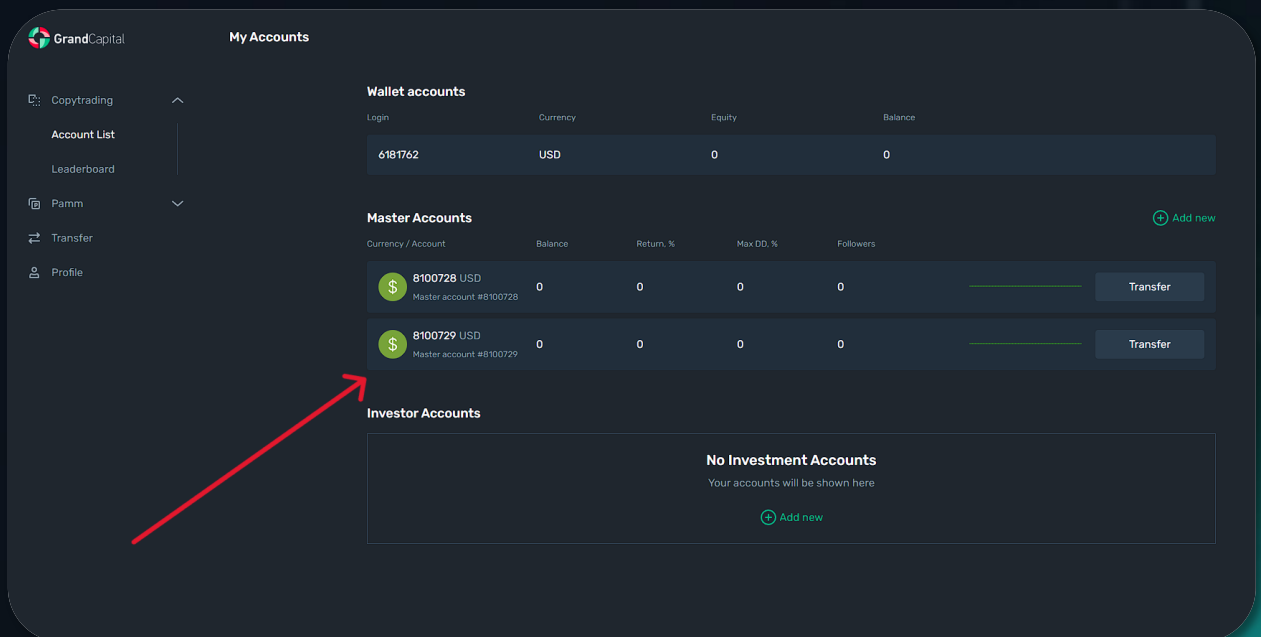 GrandCapital
My Accounts
Copytrading
Account List
Leaderboard
Pamm
Transfer
Profile
Wallet accounts
Login Currency Equity Balance
6181762 USD 0 0
Master Accounts Add new
Currency / Account Balance Return, % Max DD, % Followers
8100728 USD
Master account #8100728
0 0 0 0 Transfer
8100729 USD
Master account #8100729
0 0 0 0 Transfer
Investor Accounts
No Investment Accounts
Your accounts will be shown here
Add new